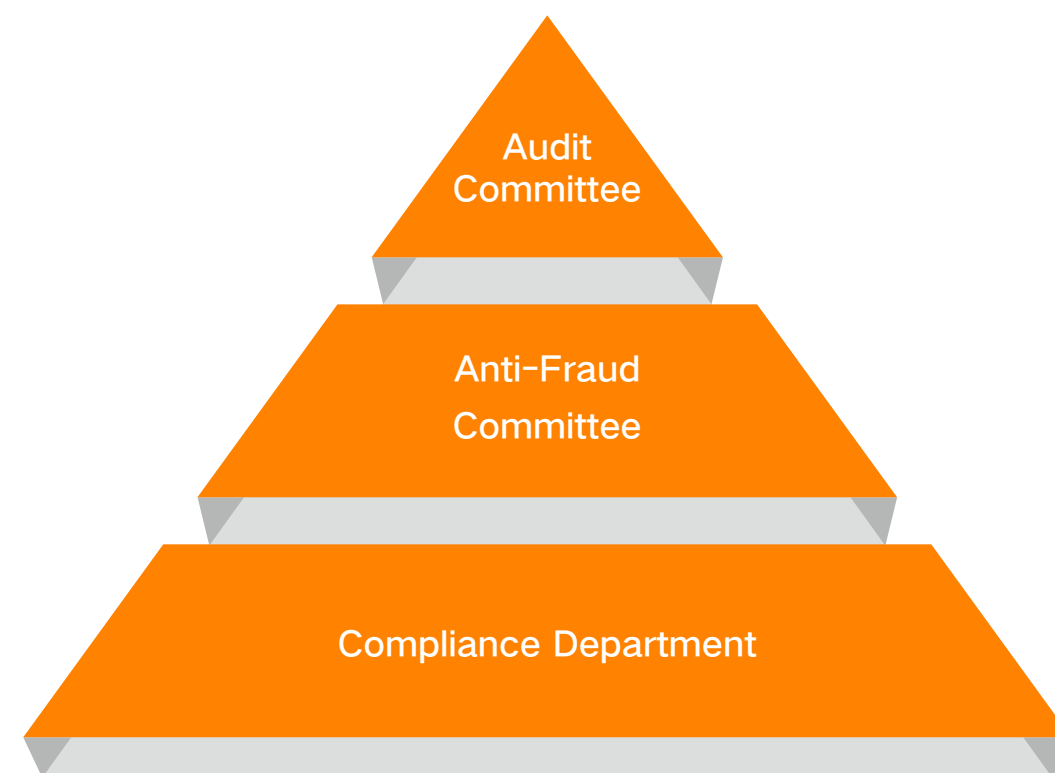 Audit
Committee
Anti-Fraud
Committee
Compliance Department